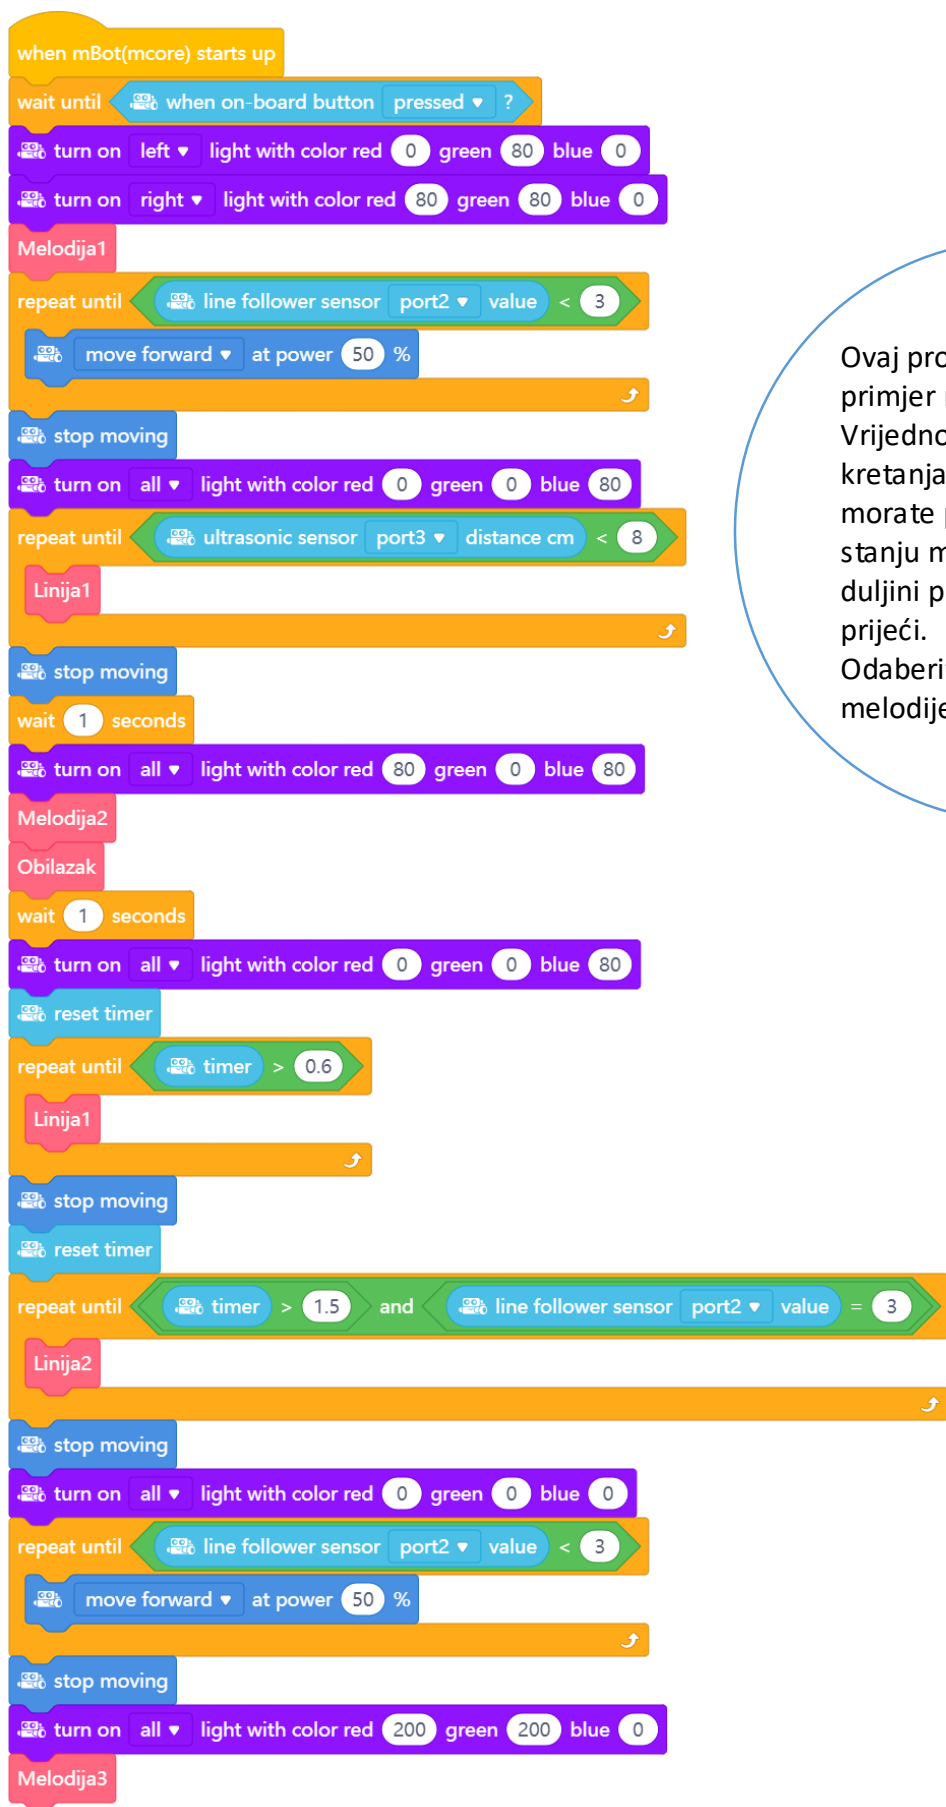 when mBot(mcore) starts up
wait until when on-board button pressed ?
turn on left light with color red 0 green 80 blue 0
turn on right light with color red 80 green 80 blue 0
Melodija1
repeat until line follower sensor port2 value < 3
move forward at power 50 %
stop moving
turn on all light with color red 0 green 0 blue 80
repeat until ultrasonic sensor port3 distance cm < 8
Linija1
stop moving
wait 1 seconds
turn on all light with color red 80 green 0 blue 80
Melodija2
Obilazak
wait 1 seconds
turn on all light with color red 0 green 0 blue 80
reset timer
repeat until timer > 0.6
Linija1
stop moving
reset timer
repeat until timer > 1.5 and line follower sensor port2 value = 3
Linija2
stop moving
turn on all light with color red 0 green 0 blue 0
repeat until line follower sensor port2 value < 3
move forward at power 50 %
stop moving
turn on all light with color red 200 green 200 blue 0
Melodija3
Ovaj
primjer
kretanja
morate
stanju
duljini
prijeći.